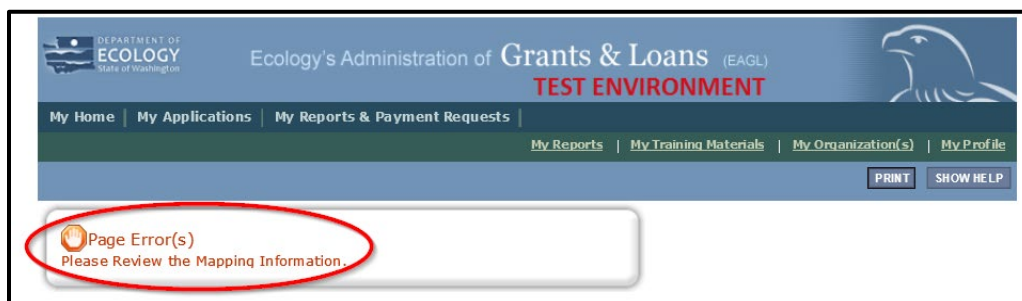 DEPARTMENT OF
ECOLOGY
State of Washington
Ecology's Administration of Grants & Loans (EAGL)
TEST ENVIRONMENT
My Home | My Applications | My Reports & Payment Requests |
My Reports | My Training Materials | My Organization(s) | My Profile
PRINT SHOW HELP
Page Error(s)
Please Review the Mapping Information.